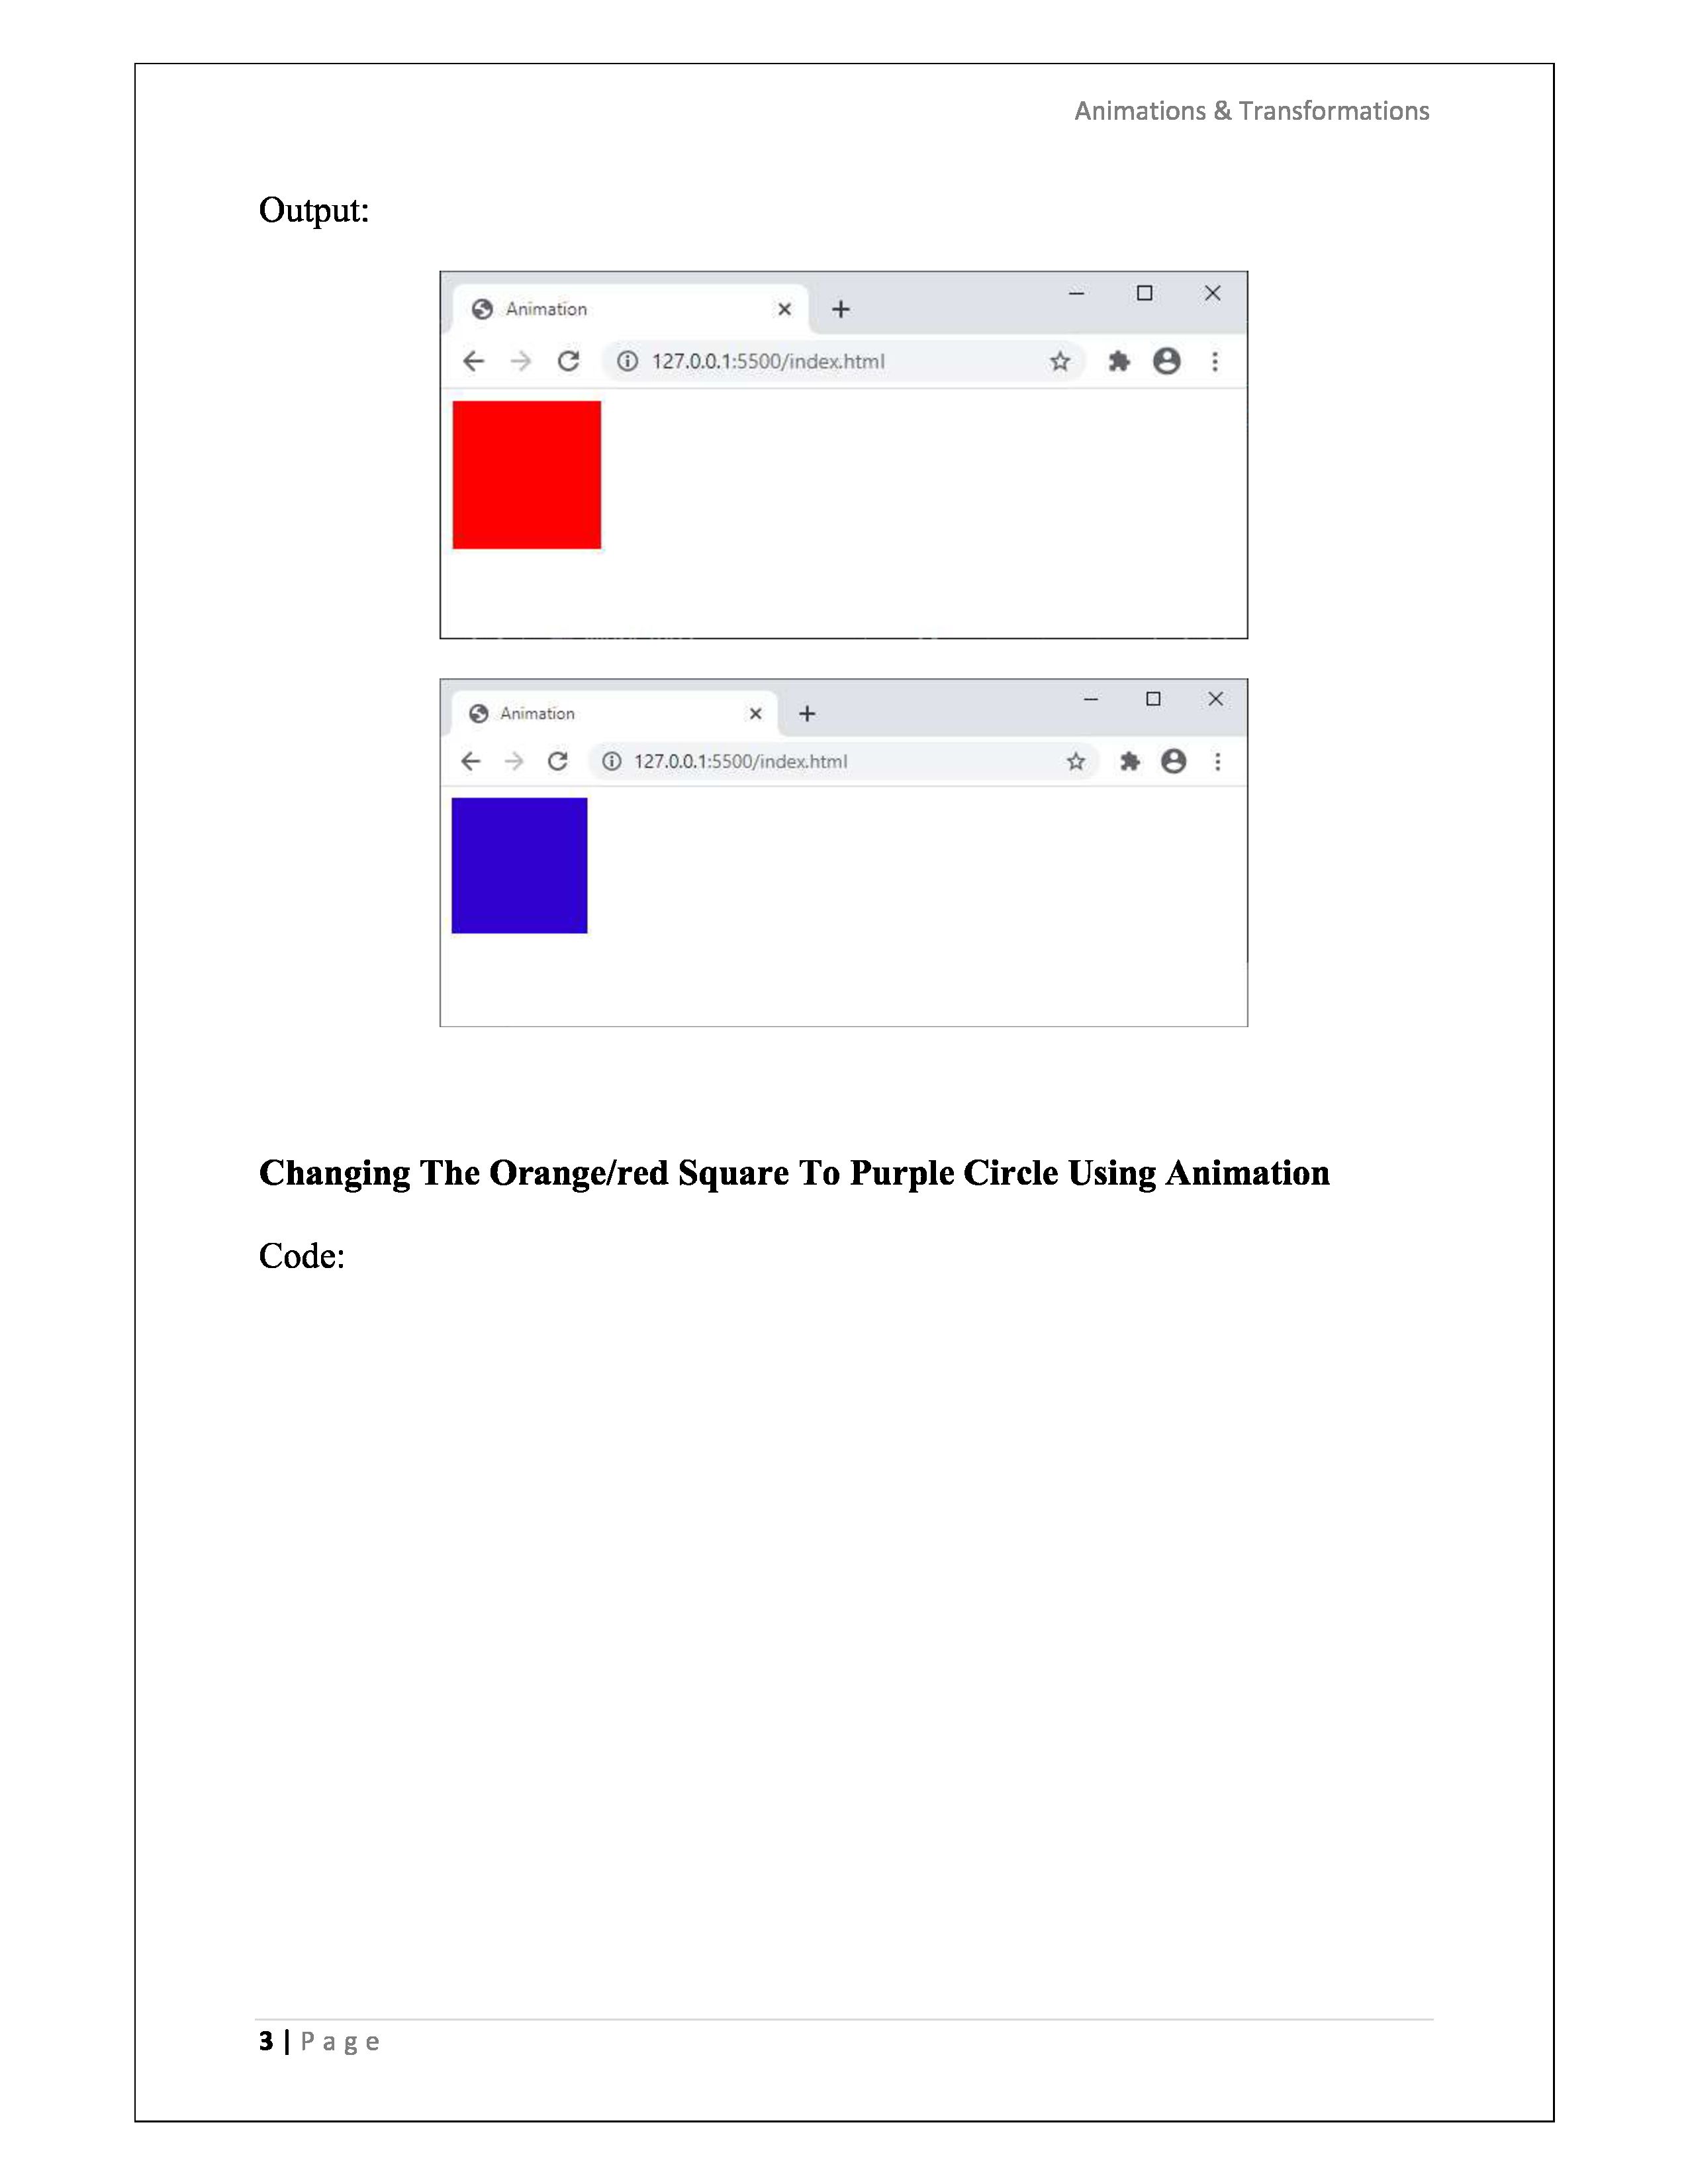 Animations & Transformations
Output:
Animation
127.0.0.1:5500/index.html
Animation
127.0.0.1:5500/index.html
Changing The Orange/red Square To Purple Circle Using Animation
Code:
3 | Page